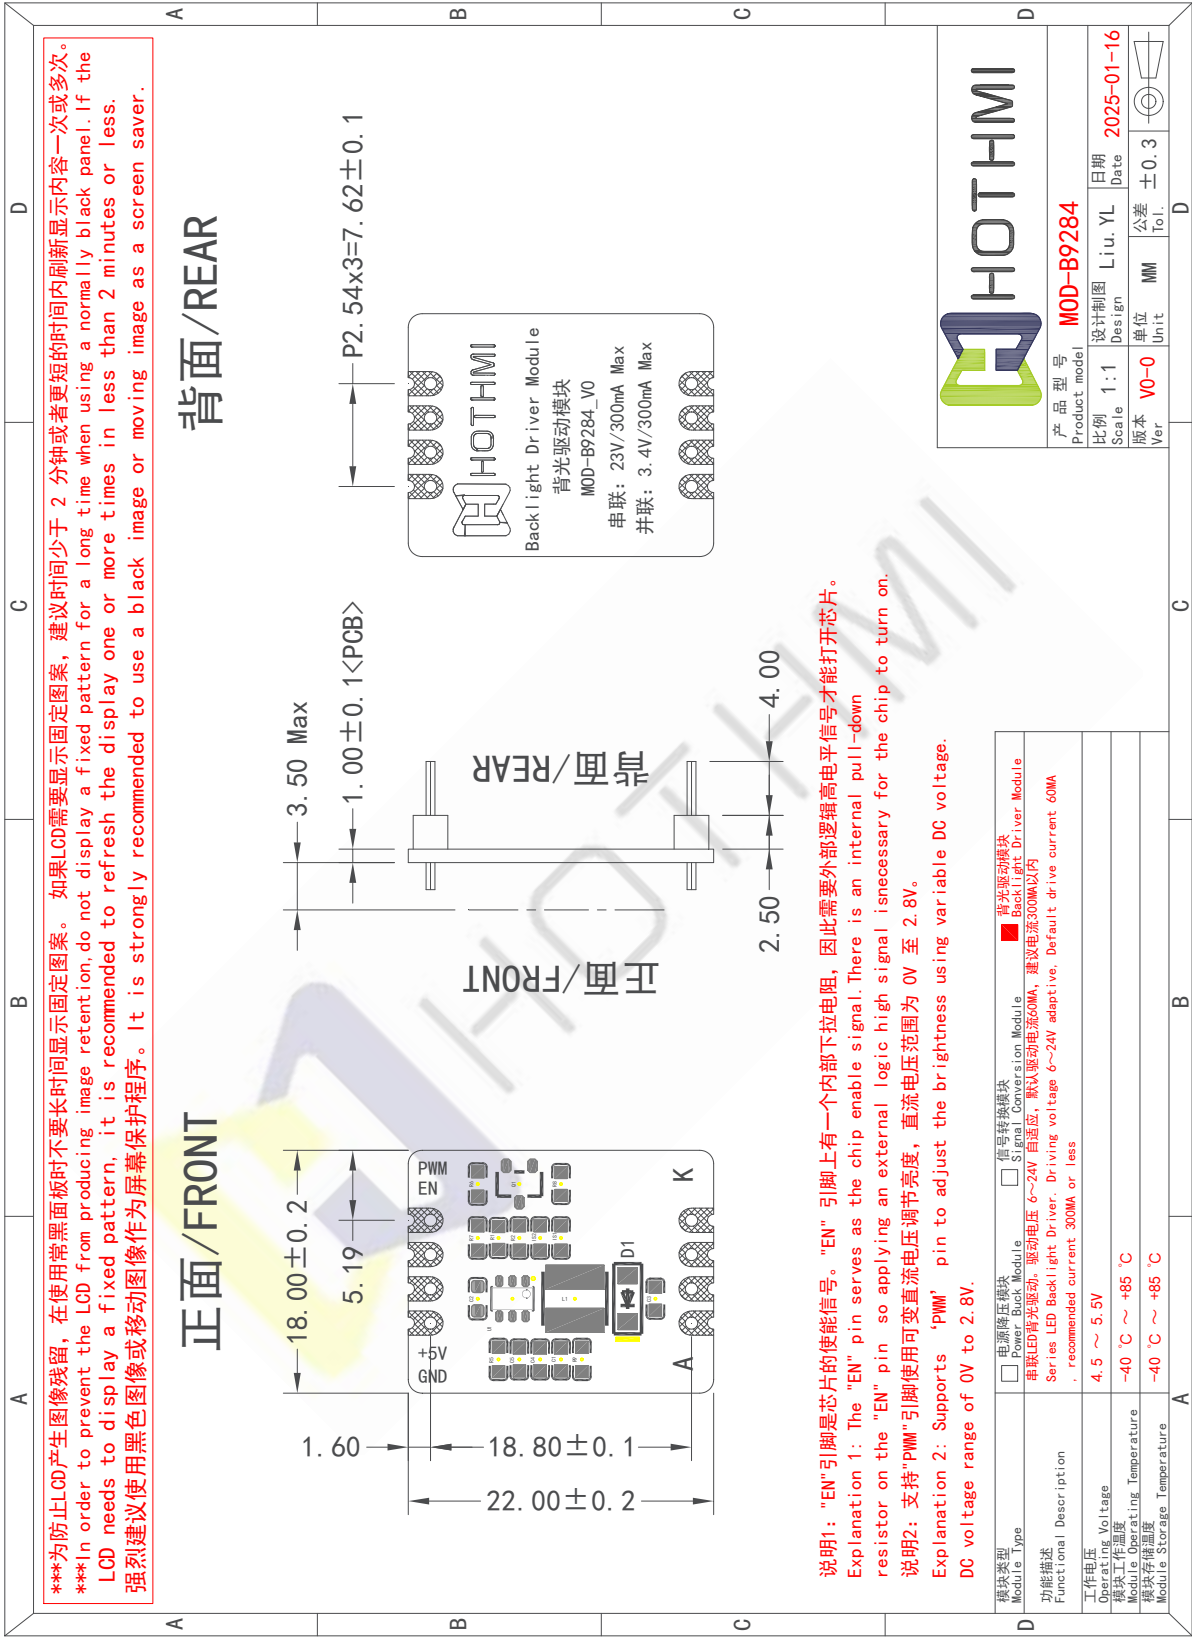 ***为防止LCD产生图像残留，在使用常黑面板时不要长时间显示固定图案。 如果LCD需要显示固定图案，建议时间少于 2 分钟或者更短的时间内刷新显示内容一次或多次。
***In order to prevent the LCD from producing image retention,do not display a fixed pattern for a long time when using a normally black panel.If the
LCD needs to display a fixed pattern, it is recommended to refresh the display one or more times in less than 2 minutes or less.
强烈建议使用黑色图像或移动图像作为屏幕保护程序。It is strongly recommended to use a black image or moving image as a screen saver.
A
B
C
D
A
B
C
D
A
B
C
D
A
B
C
D
正面/FRONT
背面/REAR
18.00±0.2
5.19
1.60
18.80±0.1
22.00±0.2
PWM
EN
+5V
GND
K
A
D1
L1
3.50 Max
1.00±0.1<PCB>
正面/FRONT
背面/REAR
2.50
4.00
P2.54x3=7.62±0.1
HOTHMI
Backlight Driver Module
背光驱动模块
MOD-B9284_V0
串联: 23V/300mA Max
并联: 3.4V/300mA Max
HOTHMI
说明1: "EN"引脚是芯片的使能信号。"EN" 引脚上有一个内部下拉电阻，因此需要外部逻辑高电平信号才能打开芯片。
Explanation 1: The "EN" pin serves as the chip enable signal.There is an internal pull-down
resistor on the "EN" pin so applying an external logic high signal isnecessary for the chip to turn on.
说明2: 支持"PWM"引脚使用可变直流电压调节亮度，直流电压范围为 0V 至 2.8V。
Explanation 2: Supports 'PWM' pin to adjust the brightness using variable DC voltage.
DC voltage range of 0V to 2.8V.
模块类型
Module Type
电源降压模块
Power Buck Module
信号转换模块
Signal Conversion Module
背光驱动模块
Backlight Driver Module
功能描述
Functional Description
串联LED背光驱动。驱动电压 6～24V 自适应，默认驱动电流60MA，建议电流300MA以内
Series LED Backlight Driver. Driving voltage 6～24V adaptive, Default drive current 60MA
, recommended current 300MA or less
工作电压
Operating Voltage
4.5 ～ 5.5V
模块工作温度
Module Operating Temperature
-40 ℃ ～ +85 ℃
模块存储温度
Module Storage Temperature
-40 ℃ ～ +85 ℃
HOTHMI
产 品 型 号
Product model
MOD-B9284
比例
Scale
1:1
设计制图
Design
Liu.YL
日期
Date
2025-01-16
版本
Ver
V0-0
单位
Unit
MM
公差
Tol.
±0.3